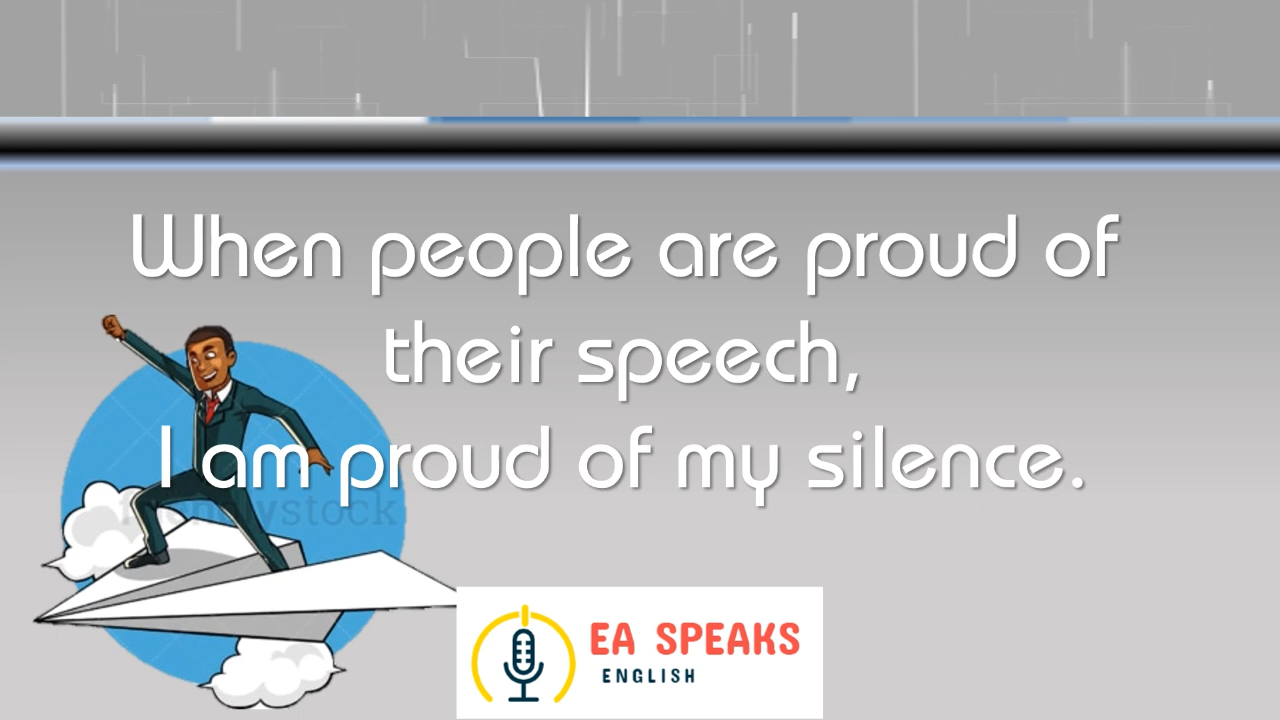 When people are proud of
their speech,
I am proud of my silence.
EA SPEAKS
ENGLISH